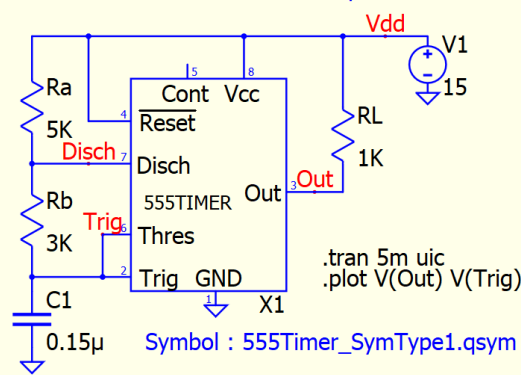 Vdd
V1
15
Ra
5K
Disch
Rb
3K
Trig
C1
0.15µ
5
8
Cont Vcc
4
Reset
7
Disch
555TIMER
Out
3
Out
6
Thres
2
Trig GND
1
X1
RL
1K
.tran 5m uic
.plot V(Out) V(Trig)
Symbol : 555Timer_SymType1.qsym